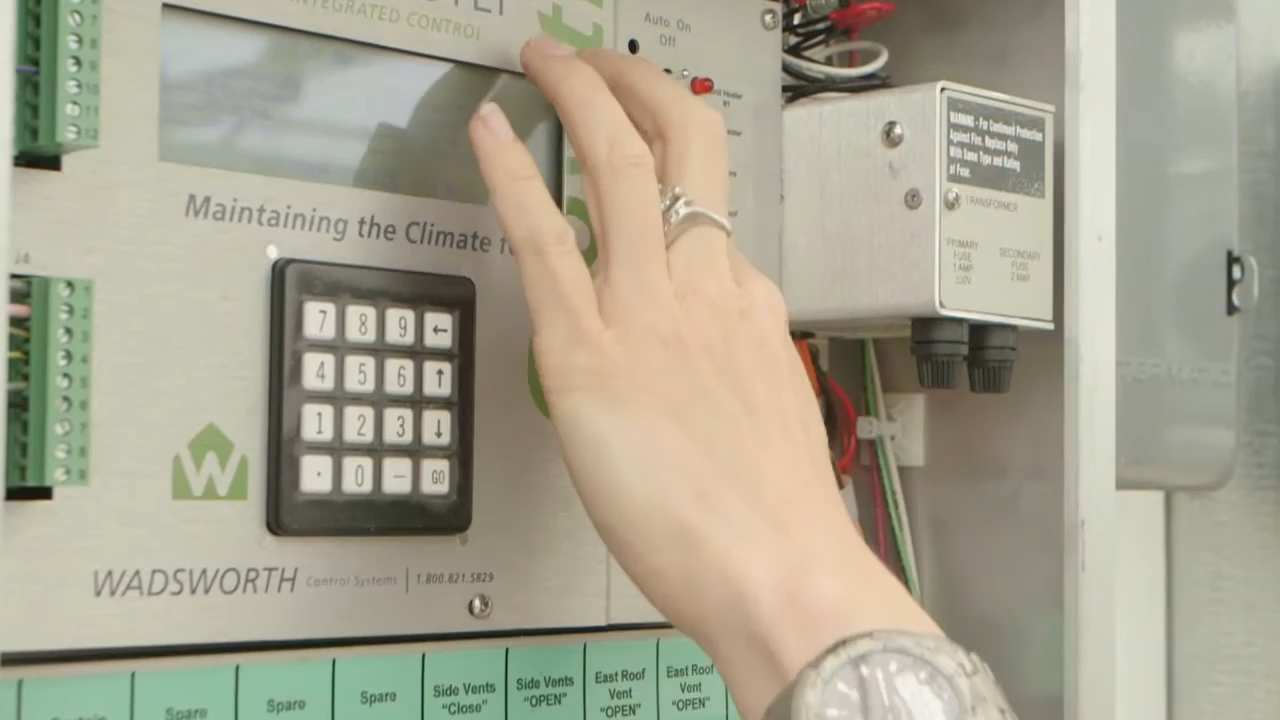 INTEGRATED CONTROL
Auto On
Off
Maintaining the Climate
J4
7 8 9 ←
4 5 6 ↑
1 2 3 ↓
. 0 — GO
W
WADSWORTH Control Systems | 1.800.821.5829
WARNING - For Continued Protection
Against Fire, Replace Only
With Same Type and Rating
of Fuse.
TRANSFORMER
PRIMARY
FUSE
1 AMP
SECONDARY
FUSE
2 AMP
Spare
Spare
Spare
Side Vents
"Close"
Side Vents
"OPEN"
East Roof
Vent
"OPEN"
East Roof
Vent
"OPEN"